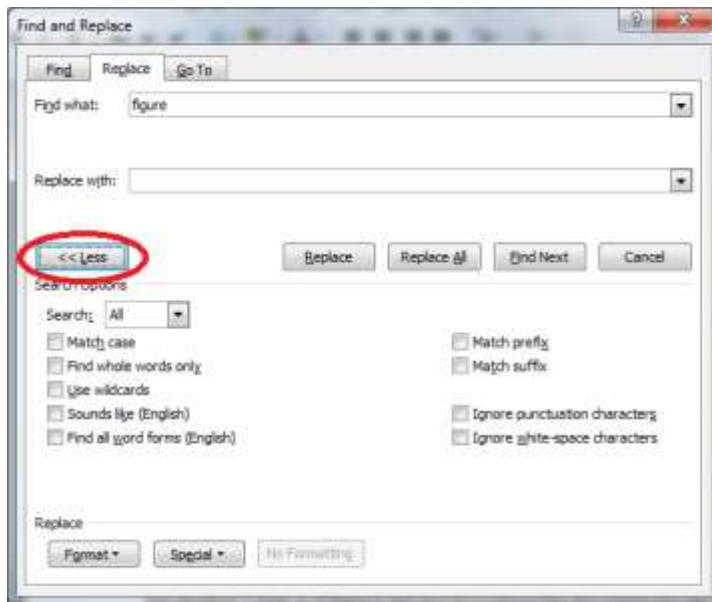 Find and Replace
Find Replace Go To
Find what: figure
Replace with:
<< Less Replace Replace All Find Next Cancel
Search Options
Search: All
Match case Match prefix
Find whole words only Match suffix
Use wildcards
Sounds like (English) Ignore punctuation characters
Find all word forms (English) Ignore white-space characters
Replace
Format Special No Formatting